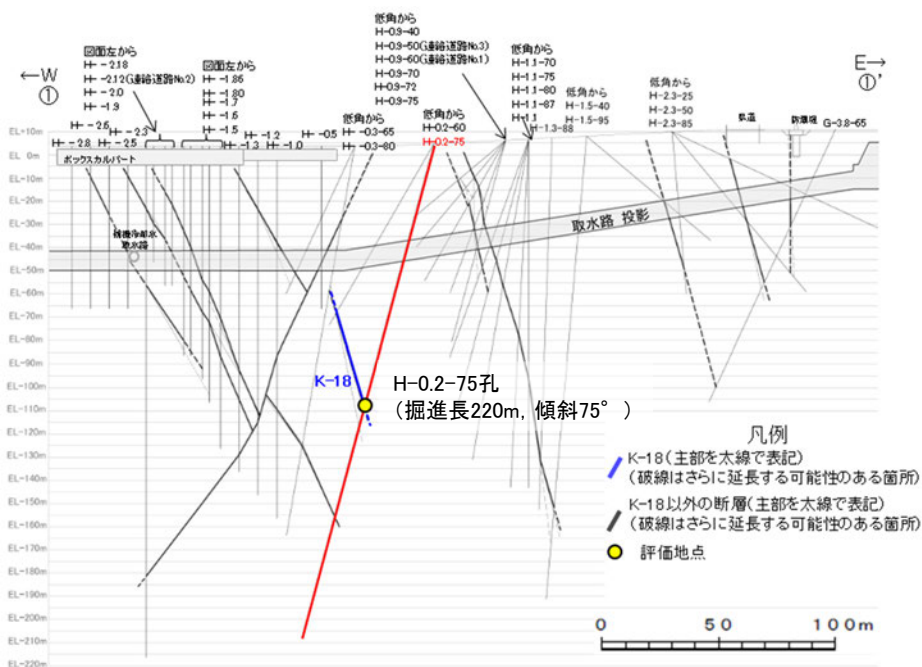 低角から
H-0.9-40
H-0.9-50(連絡道路No.3)
H-0.9-60(連絡道路No.1)
H-0.9-70
H-0.9-72
H-0.9-75
図面左から
H- -2.18
H- -2.12(連絡道路No.2)
H- -2.0
H- -1.9
図面左から
H- -1.85
H- -1.80
H- -1.7
H- -1.6
H- -1.5
低角から
H-1.1-70
H-1.1-75
H-1.1-80
H-1.1-87
H-1.1
H-1.3-88
←W
①
E→
①'
低角から
H-1.5-40
H-1.5-95
低角から
H-2.3-25
H-2.3-50
H-2.3-85
軌道
防潮堤
G-3.8-65
H- -2.8
H- -2.6
H- -2.5
H- -2.3
H- -1.3
H- -1.2
H- -1.0
H- -0.5
低角から
H- -0.3-65
H- -0.3-80
低角から
H-0.2-60
H-0.2-75
ボックスカルバート
補機冷却水
取水路
取水路 投影
EL+10m
EL 0m
EL-10m
EL-20m
EL-30m
EL-40m
EL-50m
EL-60m
EL-70m
EL-80m
EL-90m
EL-100m
EL-110m
EL-120m
EL-130m
EL-140m
EL-150m
EL-160m
EL-170m
EL-180m
EL-190m
EL-200m
EL-210m
EL-220m
K-18
H-0.2-75孔
(掘進長220m, 傾斜75°)
凡例
K-18(主部を太線で表記)
(破線はさらに延長する可能性のある箇所)
K-18以外の断層(主部を太線で表記)
(破線はさらに延長する可能性のある箇所)
評価地点
0 50 100m